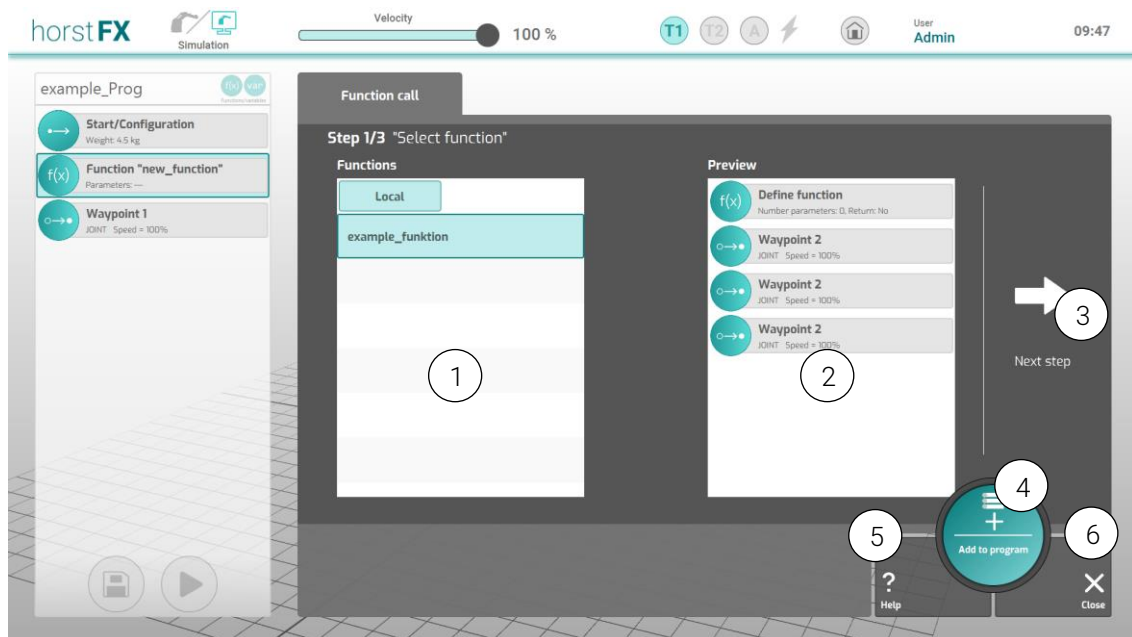 horstFX
Simulation
Velocity
100 %
T1
T2
A
User
Admin
09:47
example_Prog
f(x)
var
Functions/variables
Start/Configuration
Weight: 4.5 kg
f(x)
Function "new_function"
Parameters: ---
Waypoint 1
JOINT Speed = 100%
Function call
Step 1/3 "Select function"
Functions
Local
example_funktion
1
Preview
f(x)
Define function
Number parameters: 0, Return: No
Waypoint 2
JOINT Speed = 100%
Waypoint 2
JOINT Speed = 100%
Waypoint 2
JOINT Speed = 100%
2
3
Next step
4
Add to program
5
?
Help
6
Close